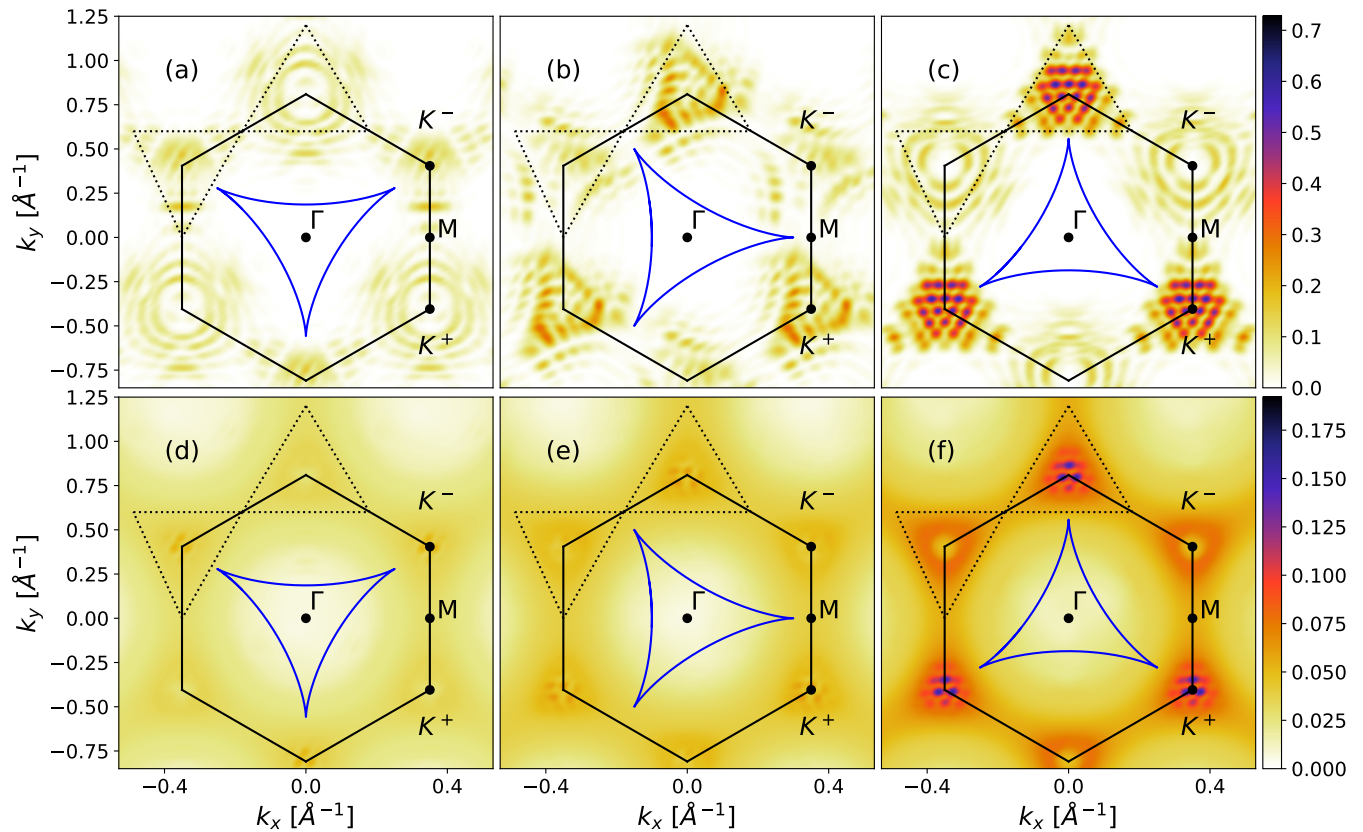 1.25
1.00
0.75
0.50
0.25
0.00
−0.25
−0.50
−0.75
k_y [Å⁻¹]
(a)
K⁻
Γ
M
K⁺
(b)
K⁻
Γ
M
K⁺
(c)
K⁻
Γ
M
K⁺
0.7
0.6
0.5
0.4
0.3
0.2
0.1
0.0
1.25
1.00
0.75
0.50
0.25
0.00
−0.25
−0.50
−0.75
k_y [Å⁻¹]
(d)
K⁻
Γ
M
K⁺
(e)
K⁻
Γ
M
K⁺
(f)
K⁻
Γ
M
K⁺
0.175
0.150
0.125
0.100
0.075
0.050
0.025
0.000
−0.4 0.0 0.4
k_x [Å⁻¹]
−0.4 0.0 0.4
k_x [Å⁻¹]
−0.4 0.0 0.4
k_x [Å⁻¹]